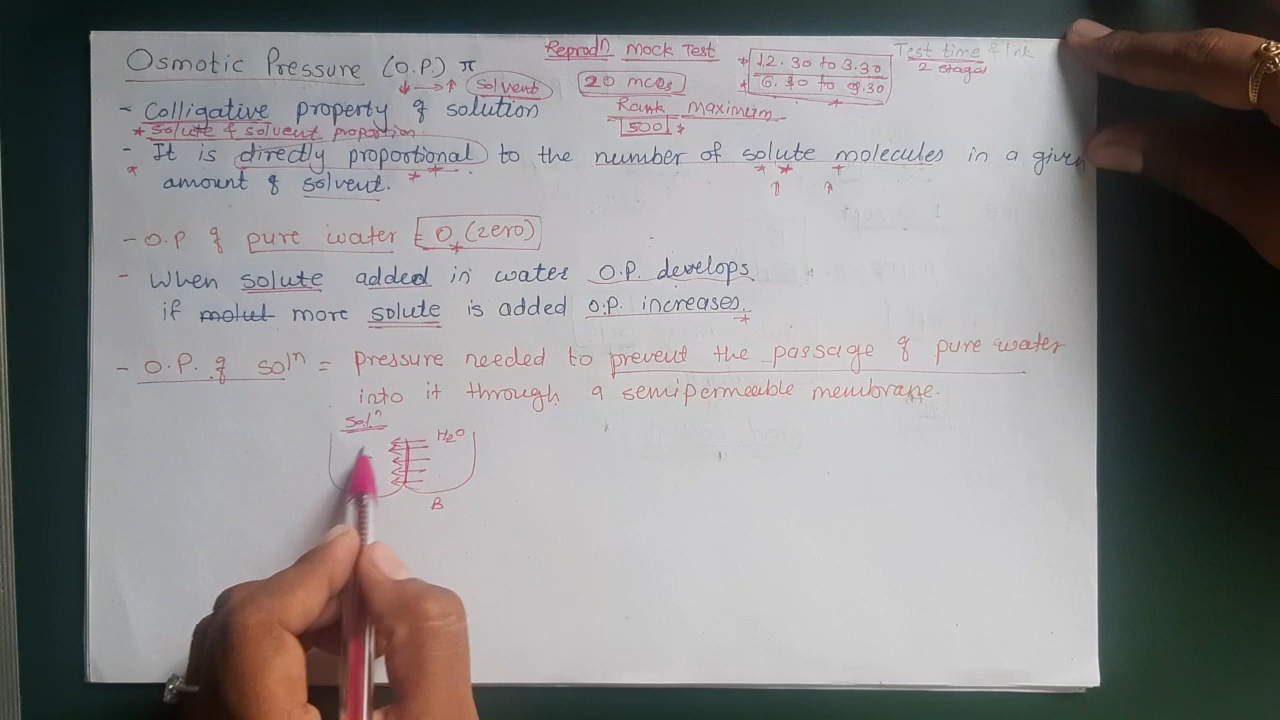 Osmotic Pressure (O.P) π
Reprodⁿ Mock Test
20 mcqs
12.30 to 3.30
6.30 to 9.30
Test time & link
2 stages
Solvent
Rank Maximum
500
- Colligative property of solution
* Solute & solvent proportion.
- It is directly proportional to the number of solute molecules in a given
amount of solvent.
- O.P of pure water = 0 (zero)
- When solute added in water O.P. develops
if molut more solute is added O.P. increases.
- O.P. of solⁿ = Pressure needed to prevent the passage of pure water
into it through a semipermeable membrane.
Solⁿ
H₂O
B